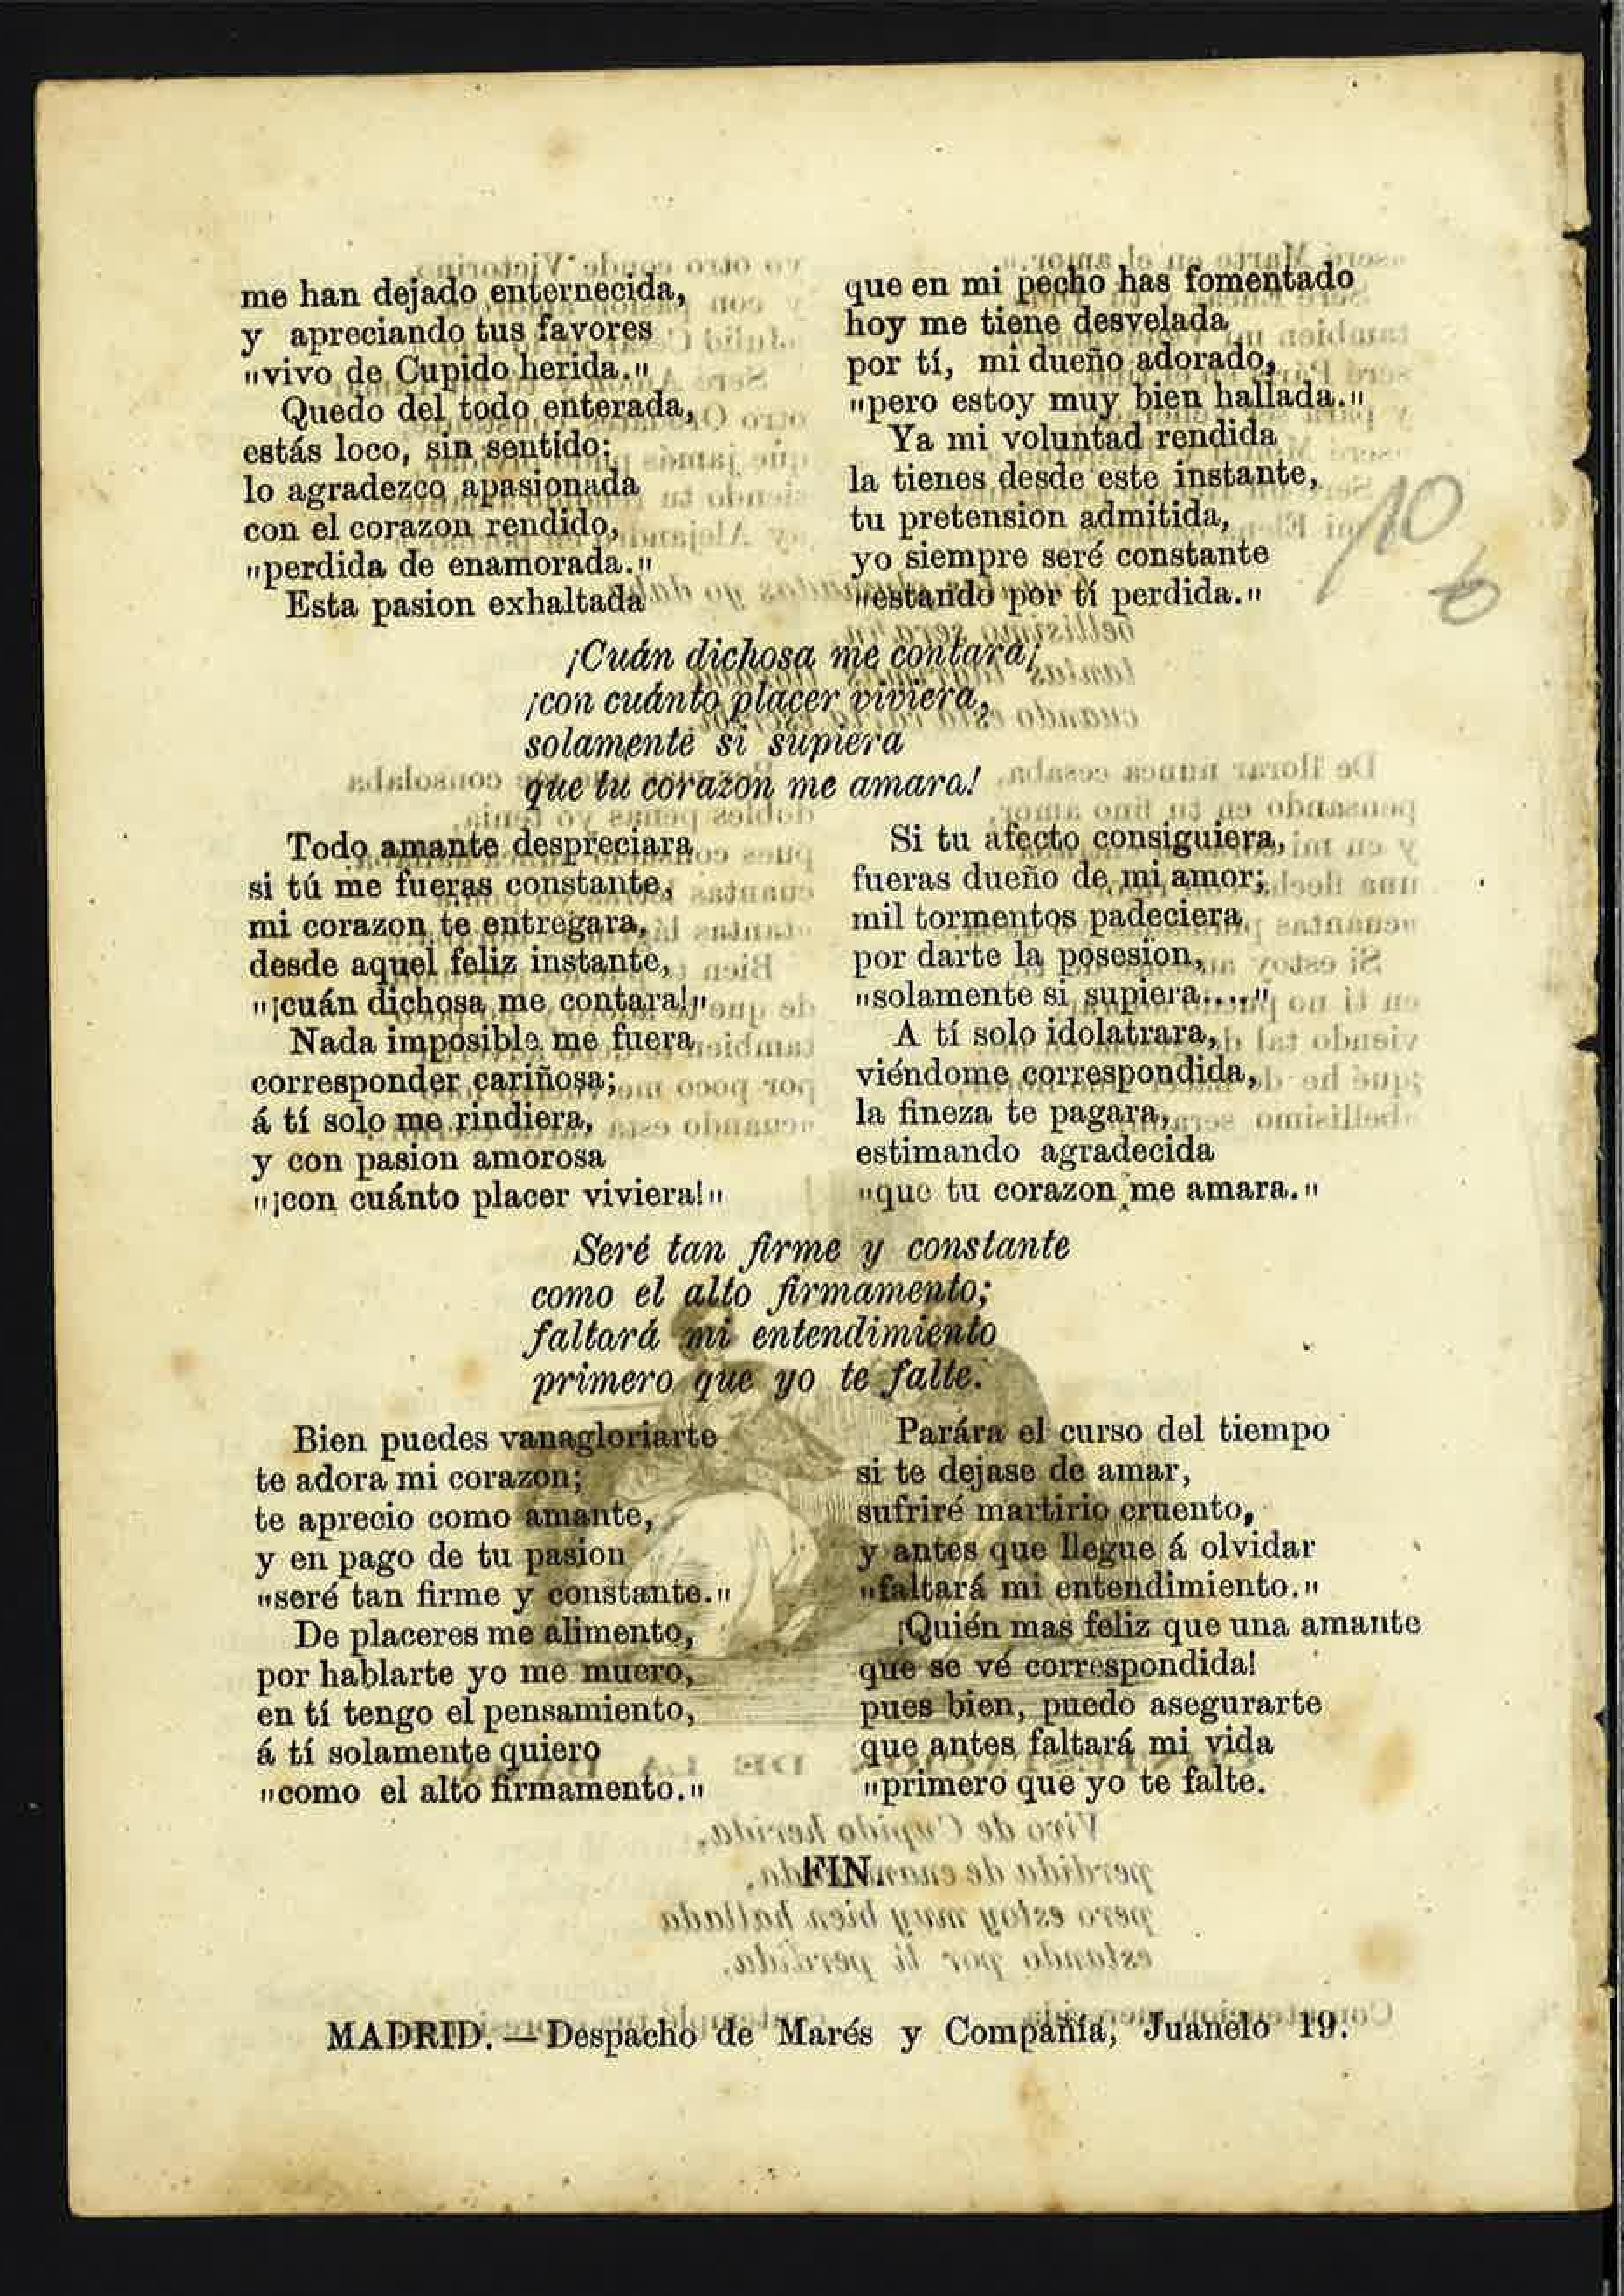 me han dejado enternecida,
y apreciando tus favores
"vivo de Cupido herida."
Quedo del todo enterada,
estás loco, sin sentido;
lo agradezco apasionada
con el corazon rendido,
"perdida de enamorada."
Esta pasion exhaltada
que en mi pecho has fomentado
hoy me tiene desvelada
por tí, mi dueño adorado,
"pero estoy muy bien hallada."
Ya mi voluntad rendida
la tienes desde este instante,
tu pretension admitida,
yo siempre seré constante
"estando por tí perdida."
¡Cuán dichosa me contara¡
¡con cuánto placer viviera,
solamente si supiera
que tu corazon me amara!
Todo amante despreciara
si tú me fueras constante,
mi corazon te entregara,
desde aquel feliz instante,
"¡cuán dichosa me contara!"
Nada imposible me fuera
corresponder cariñosa;
á tí solo me rindiera,
y con pasion amorosa
"¡con cuánto placer viviera!"
Si tu afecto consiguiera,
fueras dueño de mi amor;
mil tormentos padeciera
por darte la posesion,
"solamente si supiera...."
A tí solo idolatrara,
viéndome correspondida,
la fineza te pagara,
estimando agradecida
"que tu corazon me amara."
Seré tan firme y constante
como el alto firmamento;
faltará mi entendimiento
primero que yo te falte.
Bien puedes vanagloriarte
te adora mi corazon;
te aprecio como amante,
y en pago de tu pasion
"seré tan firme y constante."
De placeres me alimento,
por hablarte yo me muero,
en tí tengo el pensamiento,
á tí solamente quiero
"como el alto firmamento."
Parára el curso del tiempo
si te dejase de amar,
sufriré martirio cruento,
y antes que llegue á olvidar
"faltará mi entendimiento."
¡Quién mas feliz que una amante
que se vé correspondida!
pues bien, puedo asegurarte
que antes faltará mi vida
"primero que yo te falte.
FIN.
MADRID.—Despacho de Marés y Compañía, Juanelo 19.
10
6